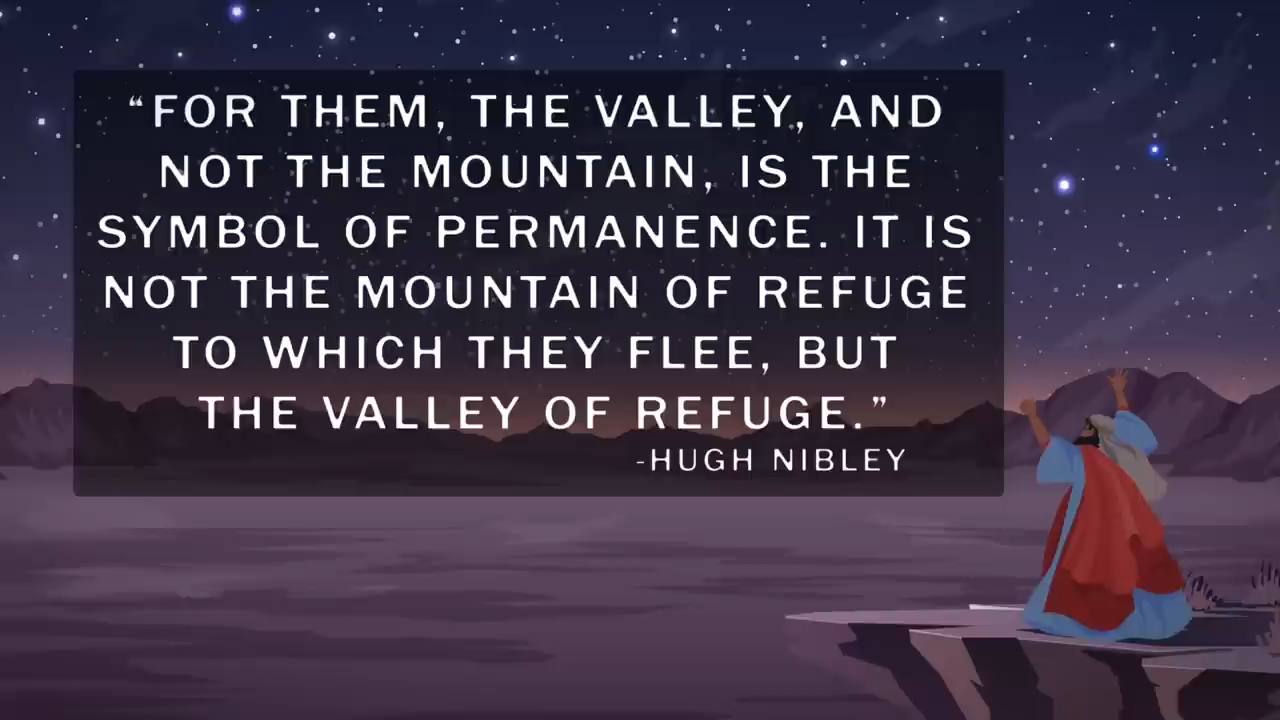 “FOR THEM, THE VALLEY, AND
NOT THE MOUNTAIN, IS THE
SYMBOL OF PERMANENCE. IT IS
NOT THE MOUNTAIN OF REFUGE
TO WHICH THEY FLEE, BUT
THE VALLEY OF REFUGE.”
-HUGH NIBLEY